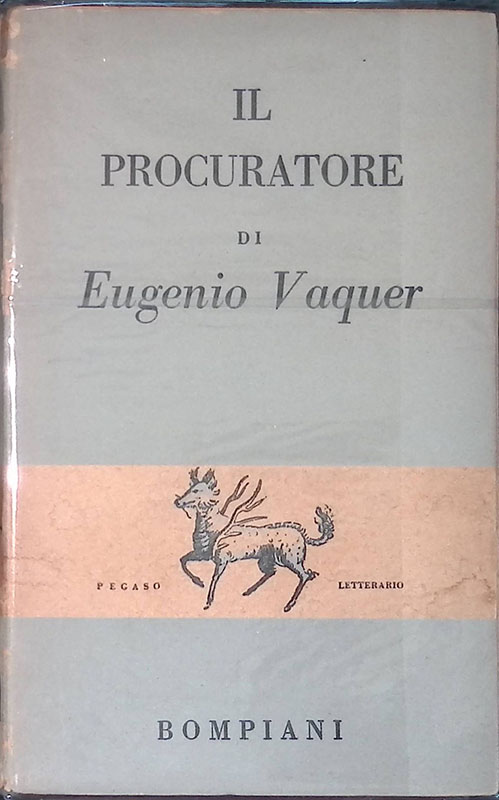 IL
PROCURATORE
DI
Eugenio Vaquer
PEGASO LETTERARIO
BOMPIANI